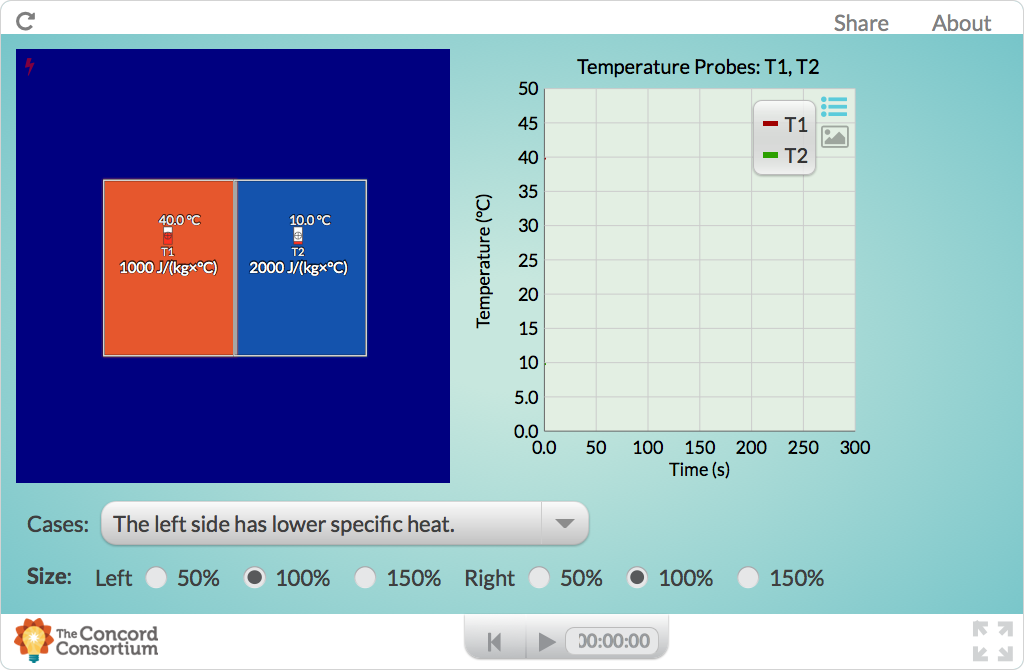 Share About
Temperature Probes: T1, T2
50
45
40
35
30
25
20
15
10
5.0
0.0
Temperature (°C)
T1
T2
0.0 50 100 150 200 250 300
Time (s)
40.0 °C 10.0 °C
T1 T2
1000 J/(kg×°C) 2000 J/(kg×°C)
Cases: The left side has lower specific heat.
Size: Left 50% 100% 150% Right 50% 100% 150%
The Concord
Consortium
00:00:00